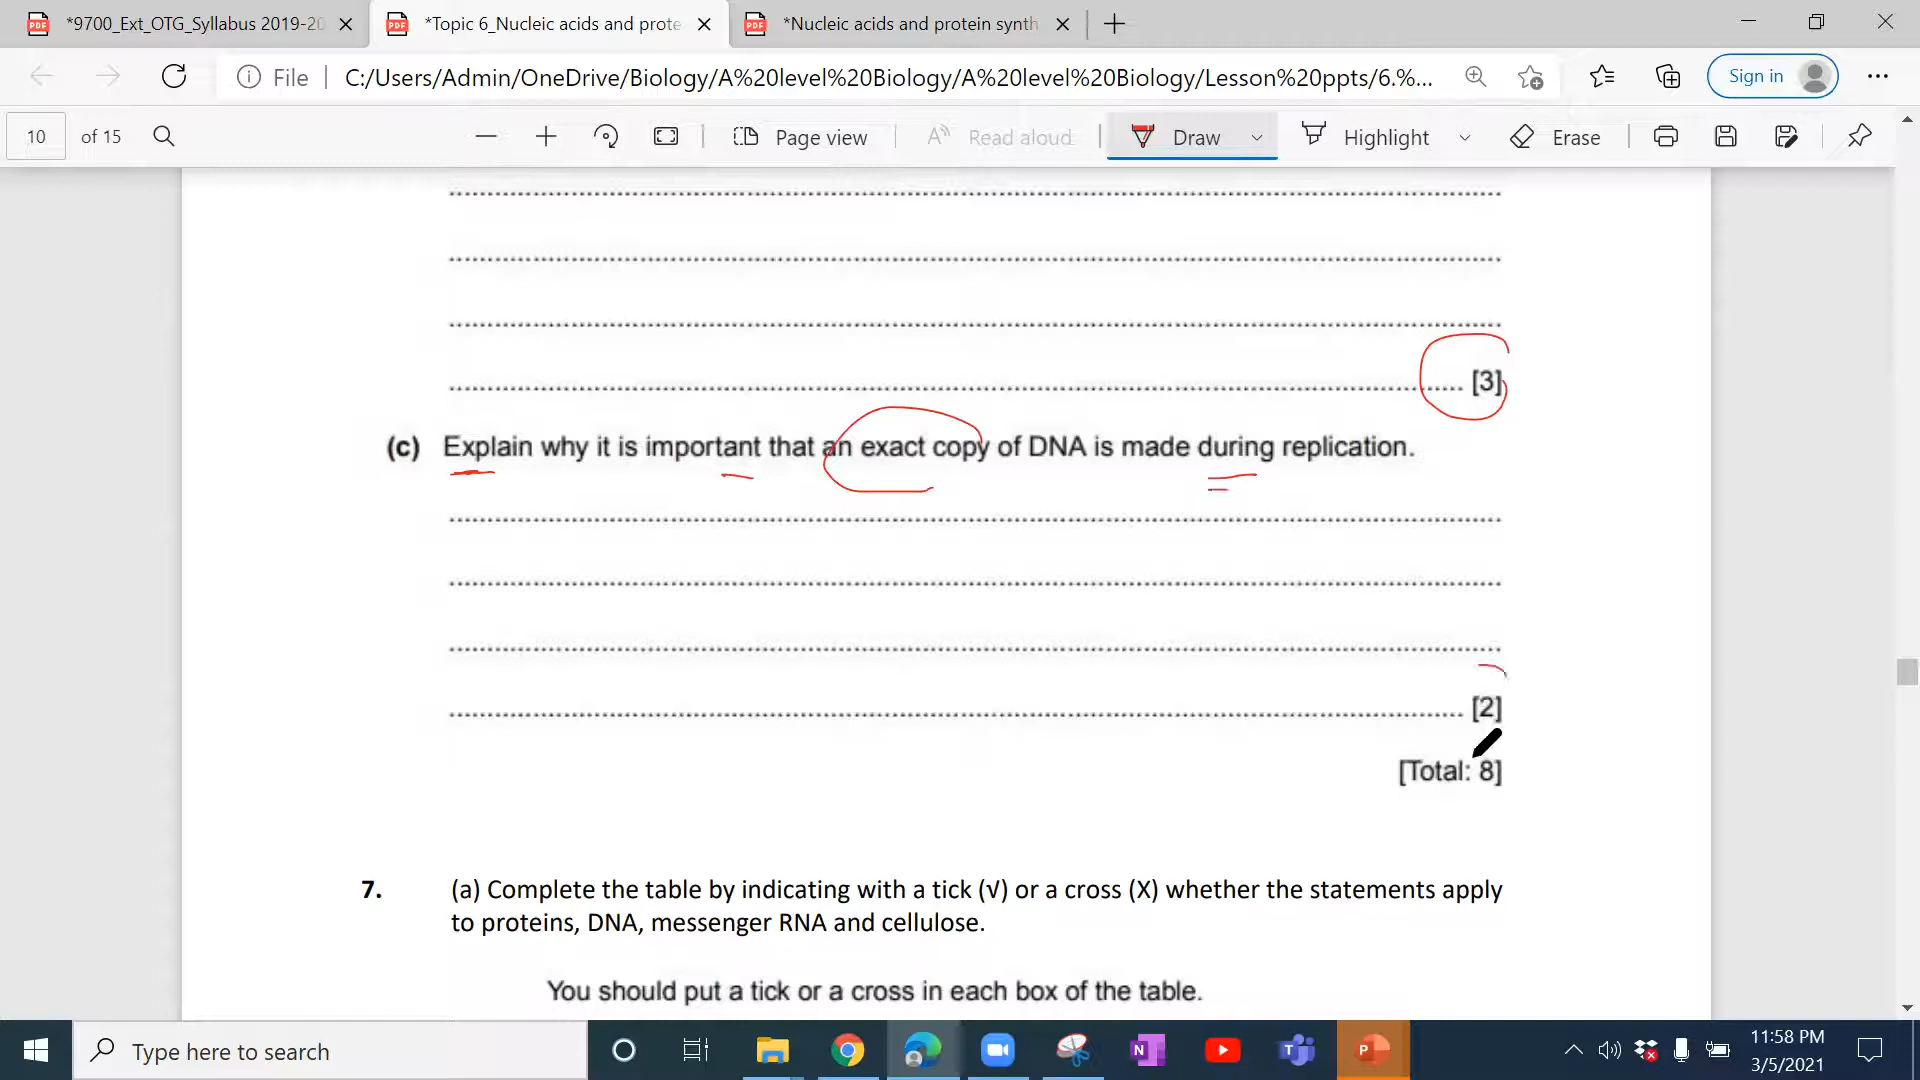 *9700_Ext_OTG_Syllabus 2019-20
*Topic 6_Nucleic acids and prote
*Nucleic acids and protein synth
File
C:/Users/Admin/OneDrive/Biology/A%20level%20Biology/A%20level%20Biology/Lesson%20ppts/6.%...
Sign in
10 of 15
Page view
Read aloud
Draw
Highlight
Erase
[3]
(c) Explain why it is important that an exact copy of DNA is made during replication.
[2]
[Total: 8]
7. (a) Complete the table by indicating with a tick (√) or a cross (X) whether the statements apply
to proteins, DNA, messenger RNA and cellulose.
You should put a tick or a cross in each box of the table.
Type here to search
11:58 PM
3/5/2021